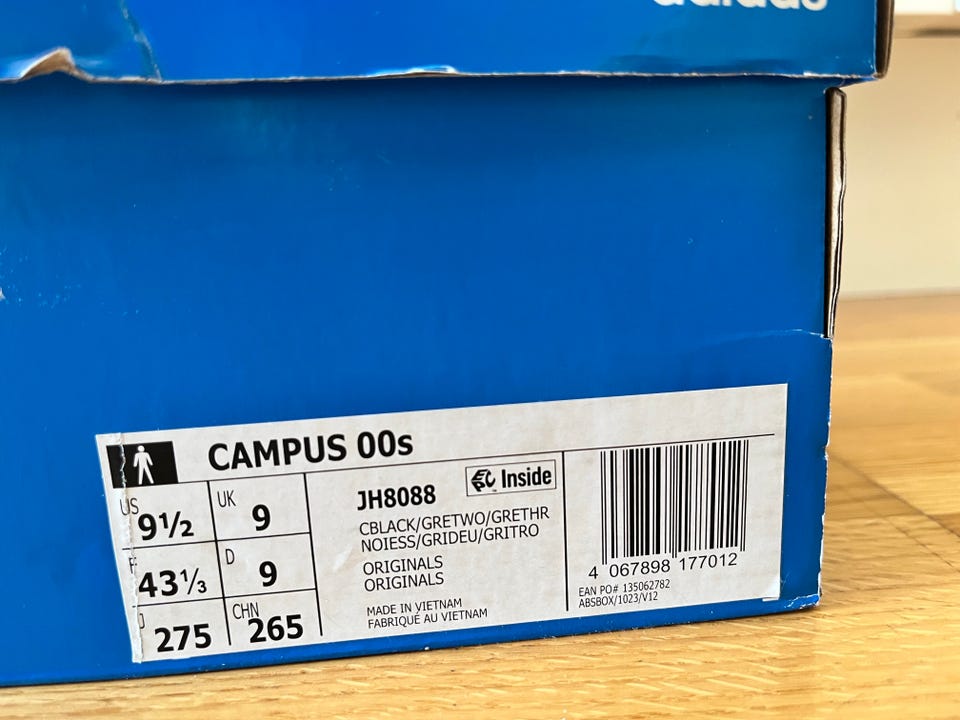 adidas
CAMPUS 00s
US 9½ UK 9
F 43⅓ D 9
J 275 CHN 265
JH8088
Inside
CBLACK/GRETWO/GRETHR
NOIESS/GRIDEU/GRITRO
ORIGINALS
ORIGINALS
MADE IN VIETNAM
FABRIQUÉ AU VIETNAM
4 067898 177012
EAN PO# 135062782
ABSBOX/1023/V12